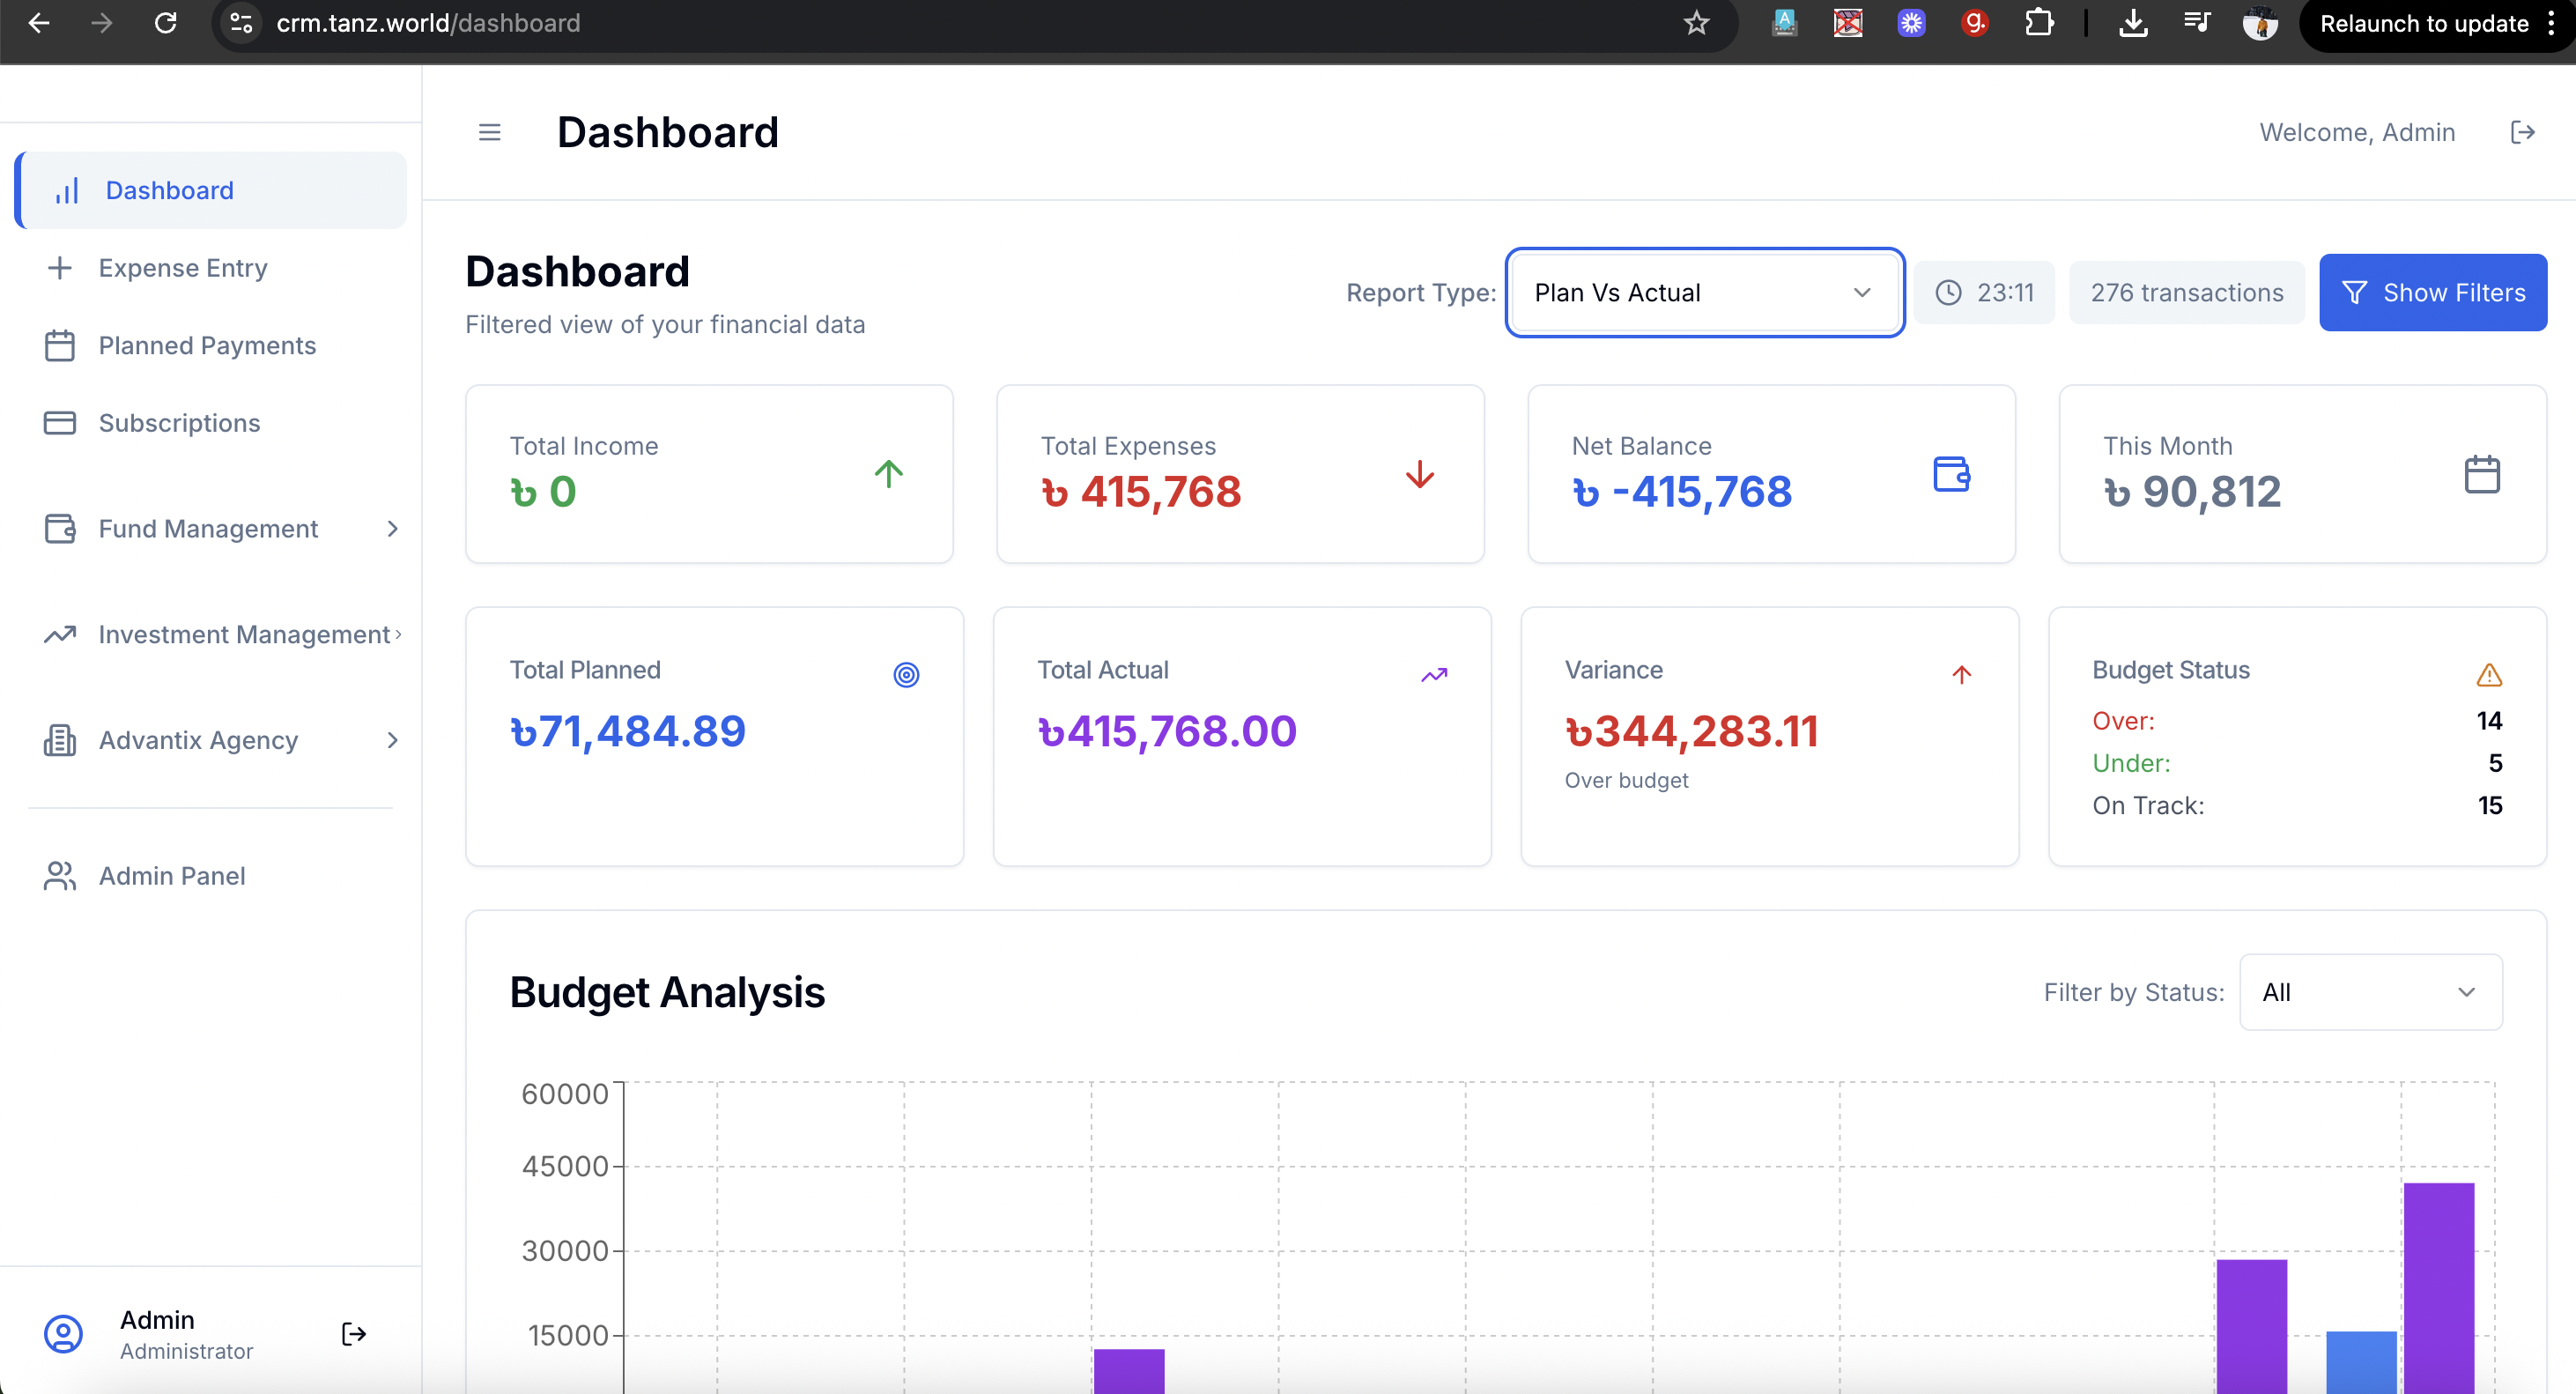 crm.tanz.world/dashboard
Relaunch to update
Dashboard
Expense Entry
Planned Payments
Subscriptions
Fund Management
Investment Management
Advantix Agency
Admin Panel
Admin
Administrator
Dashboard
Welcome, Admin
Dashboard
Filtered view of your financial data
Report Type:
Plan Vs Actual
23:11
276 transactions
Show Filters
Total Income
৳ 0
Total Expenses
৳ 415,768
Net Balance
৳ -415,768
This Month
৳ 90,812
Total Planned
৳71,484.89
Total Actual
৳415,768.00
Variance
৳344,283.11
Over budget
Budget Status
Over: 14
Under: 5
On Track: 15
Budget Analysis
Filter by Status:
All
60000
45000
30000
15000